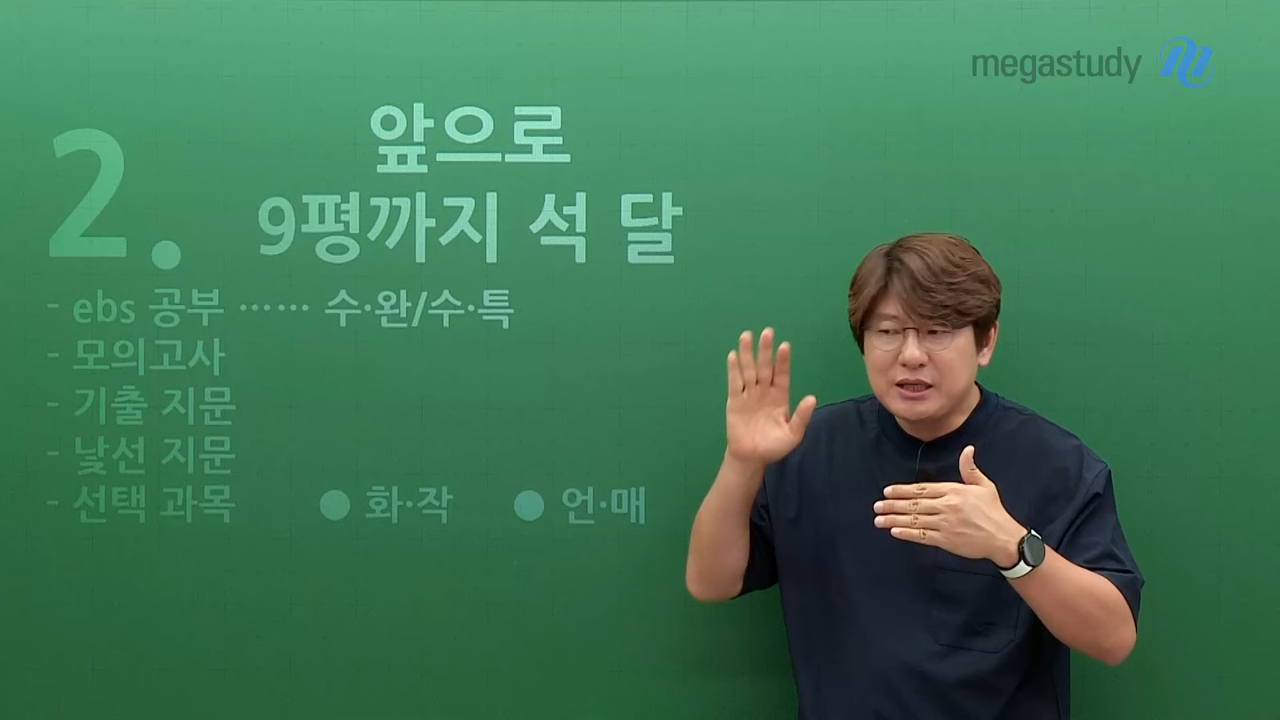 megastudy
2. 앞으로
9평까지 석 달
- ebs 공부 ······ 수·완/수·특
- 모의고사
- 기출 지문
- 낯선 지문
- 선택 과목 ● 화·작 ● 언·매